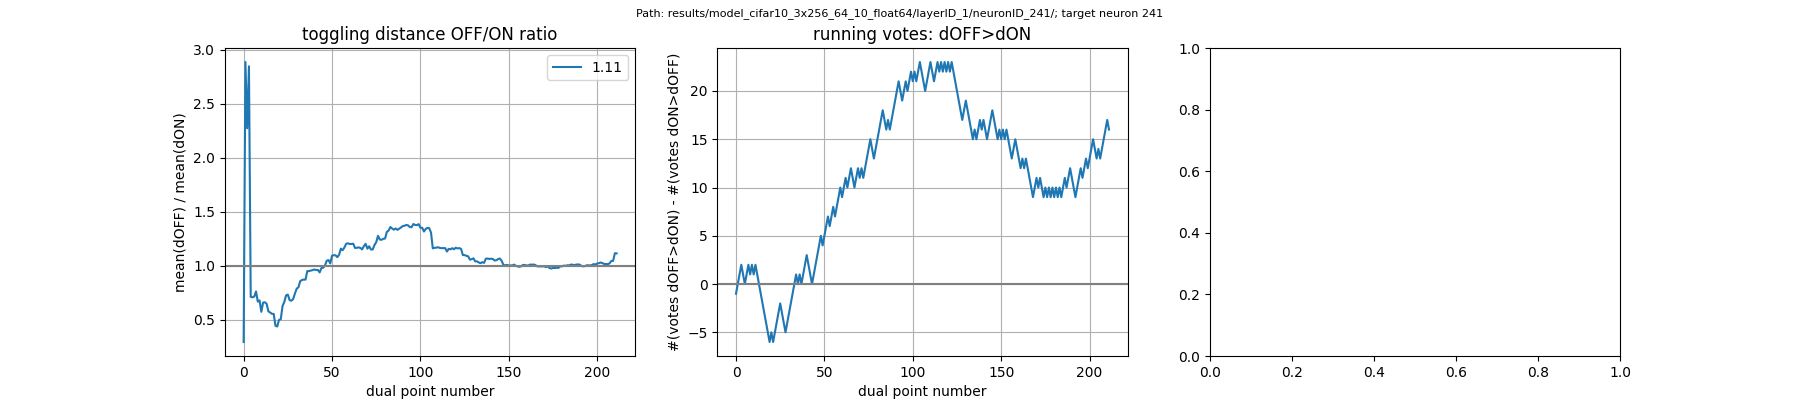 Path: results/model_cifar10_3x256_64_10_float64/layerID_1/neuronID_241/; target neuron 241
toggling distance OFF/ON ratio
mean(dOFF) / mean(dON)
3.0
2.5
2.0
1.5
1.0
0.5
1.11
0 50 100 150 200
dual point number
running votes: dOFF>dON
#(votes dOFF>dON) - #(votes dON>dOFF)
20
15
10
5
0
−5
0 50 100 150 200
dual point number
1.0
0.8
0.6
0.4
0.2
0.0
0.0 0.2 0.4 0.6 0.8 1.0